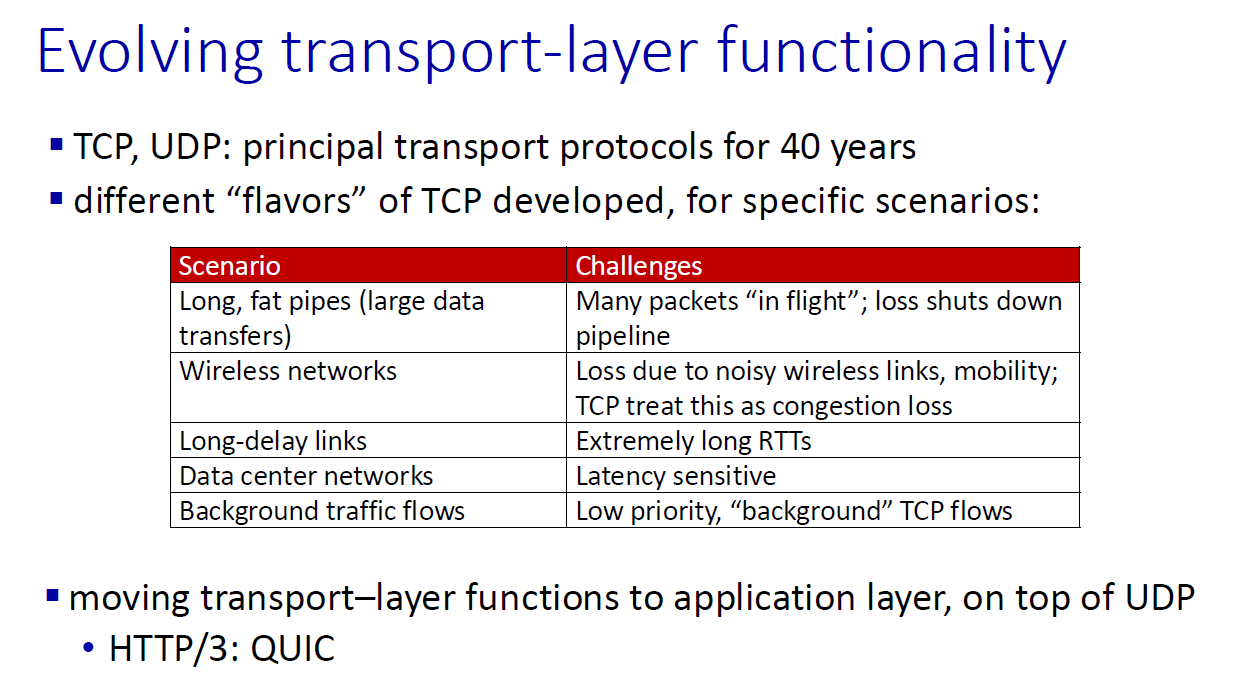 Evolving transport-layer functionality
▪ TCP, UDP: principal transport protocols for 40 years
▪ different “flavors” of TCP developed, for specific scenarios:
Scenario
Challenges
Long, fat pipes (large data
transfers)
Many packets “in flight”; loss shuts down
pipeline
Wireless networks
Loss due to noisy wireless links, mobility;
TCP treat this as congestion loss
Long-delay links
Extremely long RTTs
Data center networks
Latency sensitive
Background traffic flows
Low priority, “background” TCP flows
▪ moving transport–layer functions to application layer, on top of UDP
• HTTP/3: QUIC